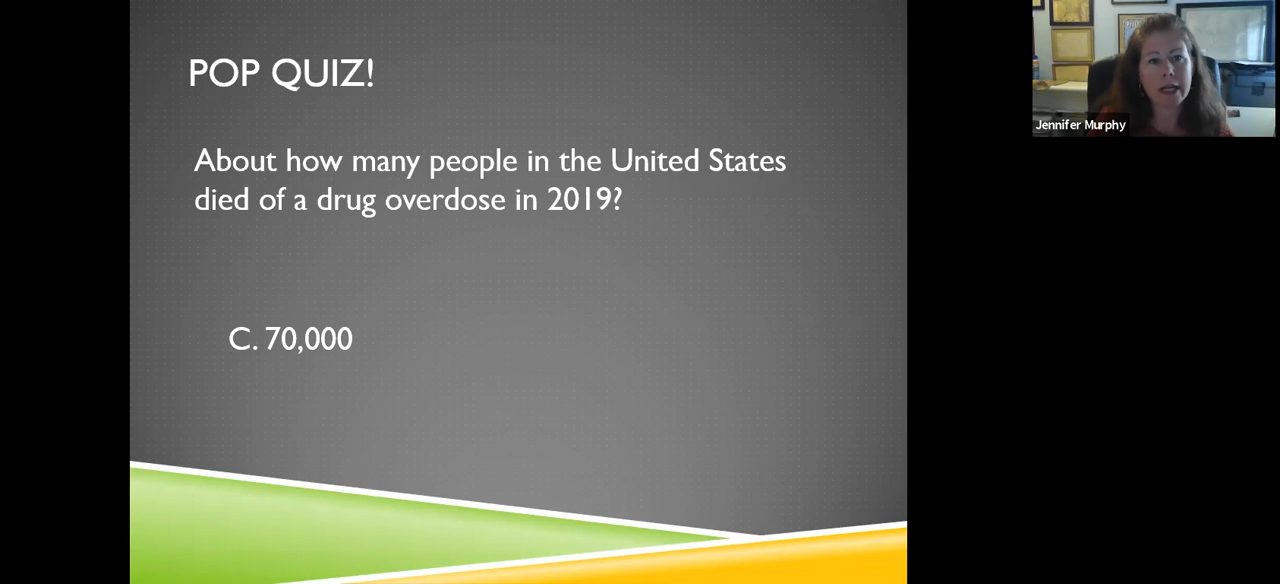 POP QUIZ!
About how many people in the United States
died of a drug overdose in 2019?
C. 70,000
Jennifer Murphy